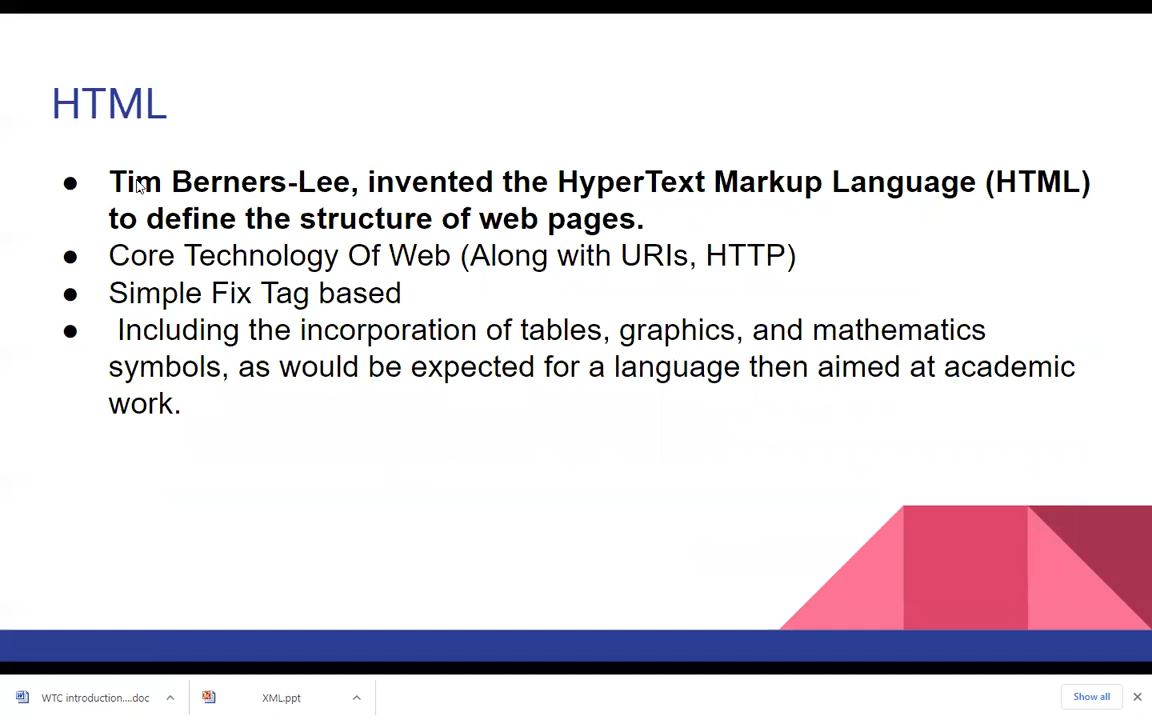 HTML
● Tim Berners-Lee, invented the HyperText Markup Language (HTML)
to define the structure of web pages.
● Core Technology Of Web (Along with URIs, HTTP)
● Simple Fix Tag based
● Including the incorporation of tables, graphics, and mathematics
symbols, as would be expected for a language then aimed at academic
work.
WTC introduction....doc
XML.ppt
Show all